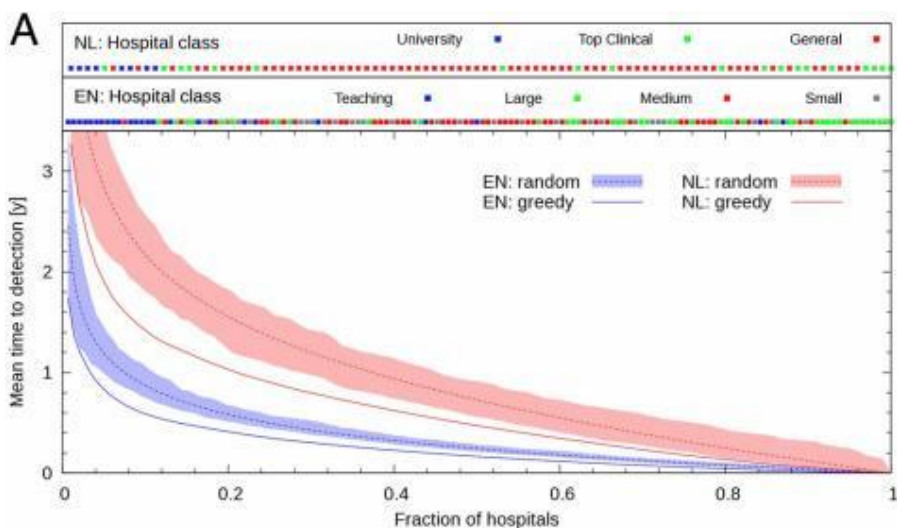 A
NL: Hospital class University Top Clinical General
EN: Hospital class Teaching Large Medium Small
EN: random NL: random
EN: greedy NL: greedy
3
2
1
0
Mean time to detection [y]
0 0.2 0.4 0.6 0.8 1
Fraction of hospitals